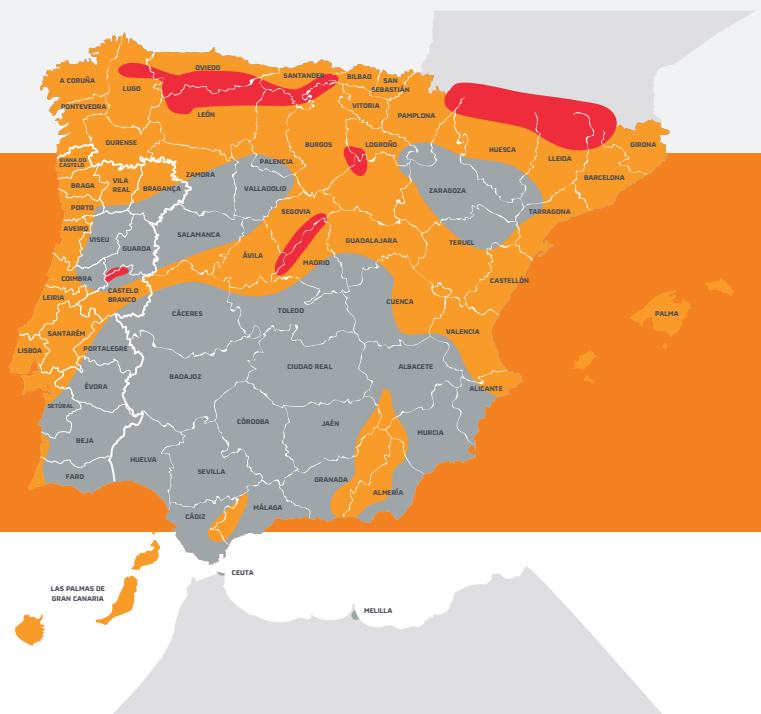 OVIEDO
SANTANDER
BILBAO
SAN
SEBASTIÁN
A CORUÑA
LUGO
PONTEVEDRA
LEÓN
VITORIA
PAMPLONA
OURENSE
BURGOS
LOGROÑO
HUESCA
GIRONA
LLEIDA
VIANA DO
CASTELO
PALENCIA
ZAMORA
BARCELONA
BRAGA
VILA
REAL
BRAGANÇA
VALLADOLID
ZARAGOZA
PORTO
SEGOVIA
TARRAGONA
AVEIRO
VISEU
SALAMANCA
GUADALAJARA
TERUEL
GUARDA
ÁVILA
MADRID
COIMBRA
CASTELLÓN
CASTELO
BRANCO
LEIRIA
CUENCA
CÁCERES
TOLEDO
PALMA
SANTARÉM
VALENCIA
LISBOA
PORTALEGRE
CIUDAD REAL
ALBACETE
BADAJOZ
ÉVORA
ALICANTE
SETÚBAL
CÓRDOBA
JAÉN
MURCIA
BEJA
HUELVA
SEVILLA
FARO
GRANADA
ALMERÍA
MÁLAGA
CÁDIZ
CEUTA
LAS PALMAS DE
GRAN CANARIA
MELILLA